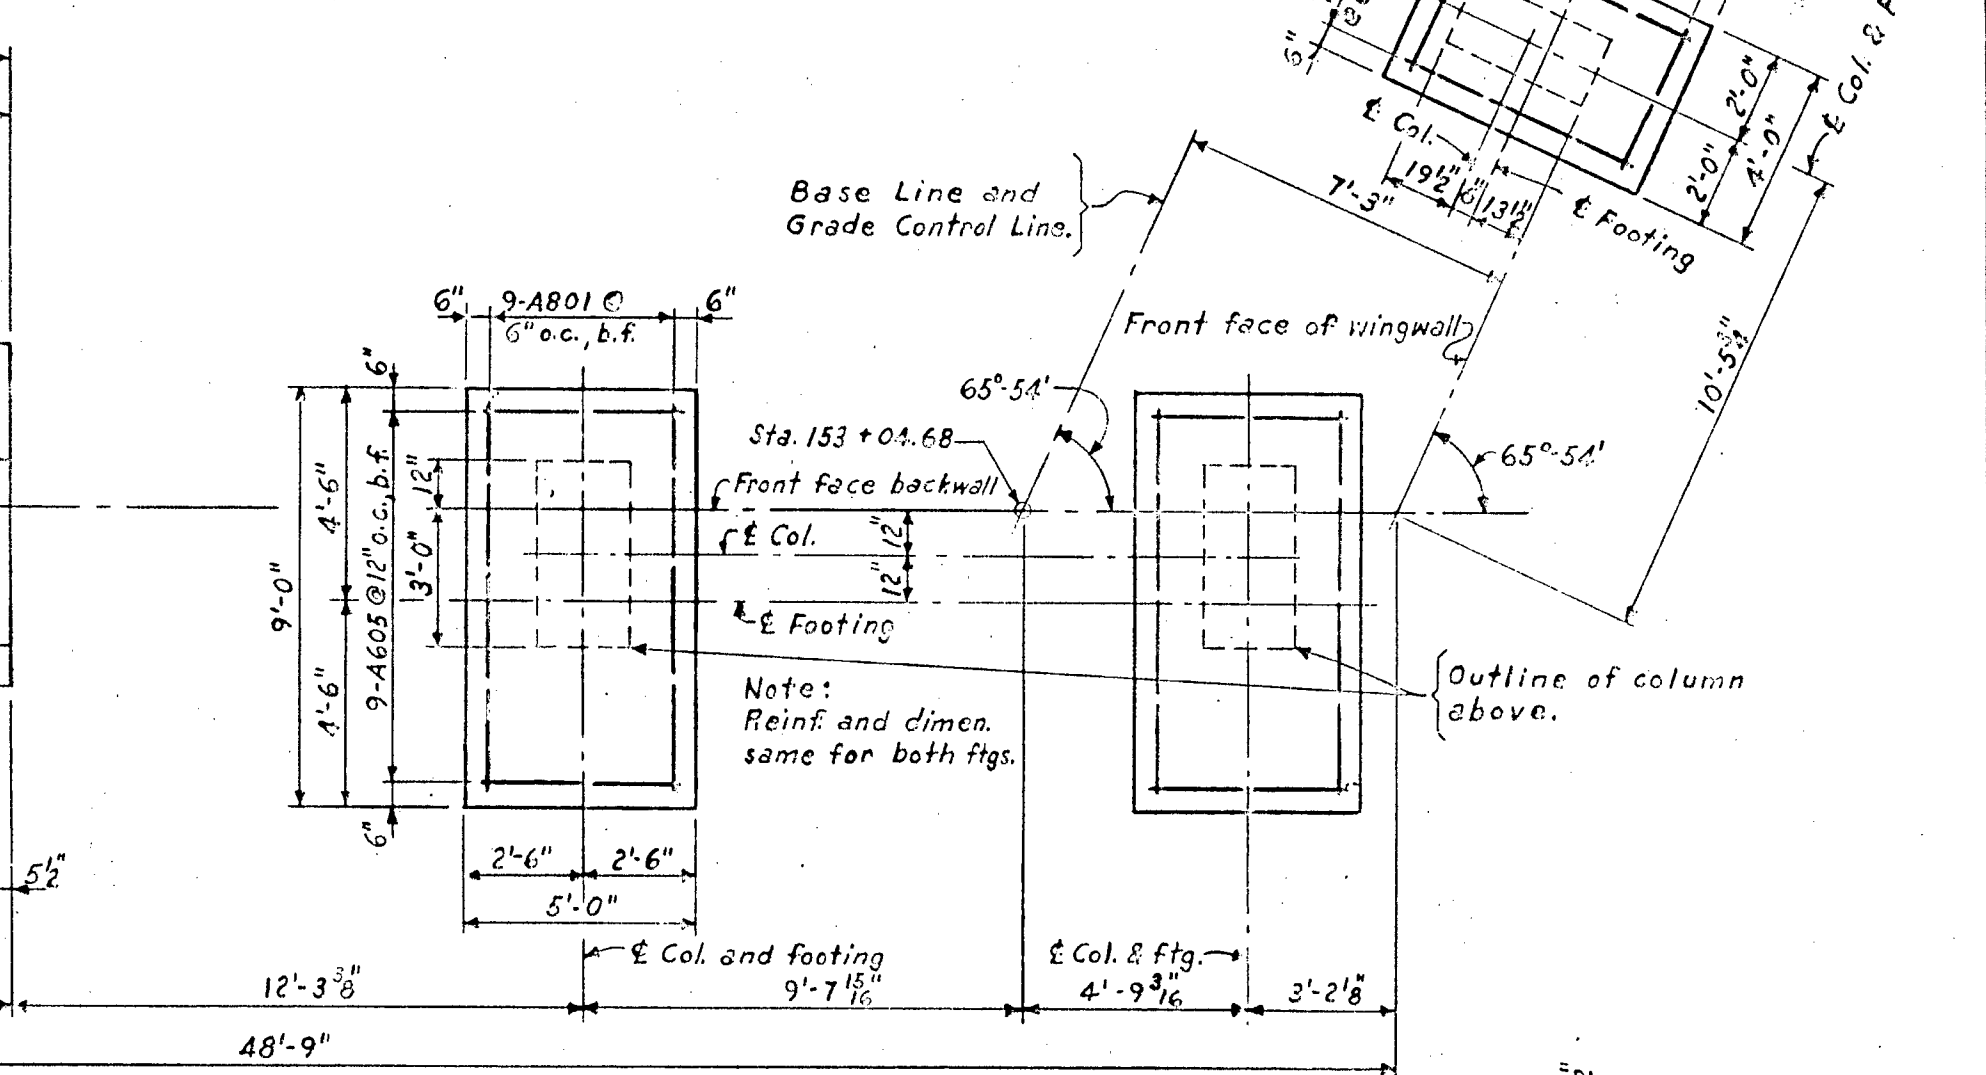 6"
2'-0"
2'-0"
4'-0"
℄ Col. &
℄ Col.
19½"
6"
13½"
7'-3"
℄ Footing
Base Line and
Grade Control Line.
10'-5¾"
Front face of wingwall
65°-54'
65°-54'
6"
9-A801 @
6" o.c., b.f.
6"
6"
Sta. 153 + 04.68
Front face backwall
℄ Col.
12"
12"
℄ Footing
12"
3'-0"
9-A605 @ 12" o.c., b.f.
4'-6"
4'-6"
9'-0"
6"
Note:
Reinf. and dimen.
same for both ftgs.
Outline of column
above.
2'-6"
2'-6"
5'-0"
5½"
℄ Col. and footing
℄ Col. & ftg.
12'-3⅜"
9'-7 15/16"
4'-9 3/16"
3'-2⅛"
48'-9"